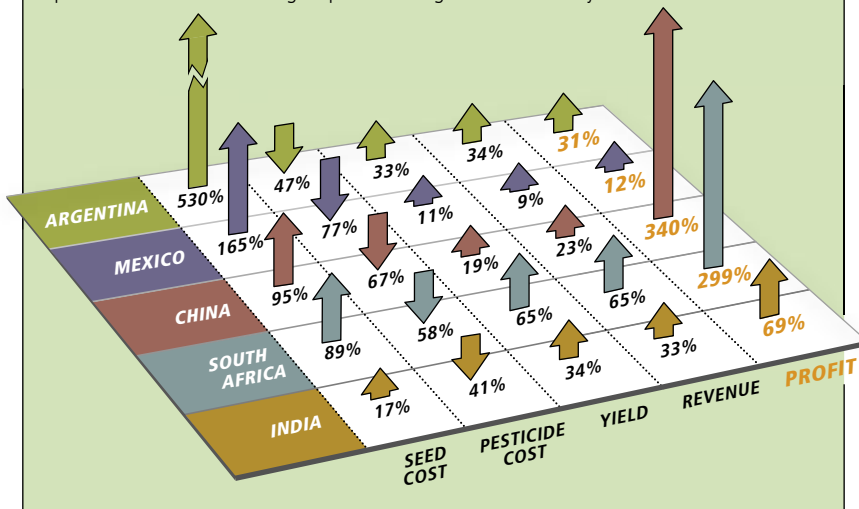 ARGENTINA
530%
47%
33%
34%
31%
MEXICO
165%
77%
11%
9%
12%
CHINA
95%
67%
19%
23%
340%
SOUTH
AFRICA
89%
58%
65%
65%
299%
INDIA
17%
41%
34%
33%
69%
SEED
COST
PESTICIDE
COST
YIELD
REVENUE
PROFIT